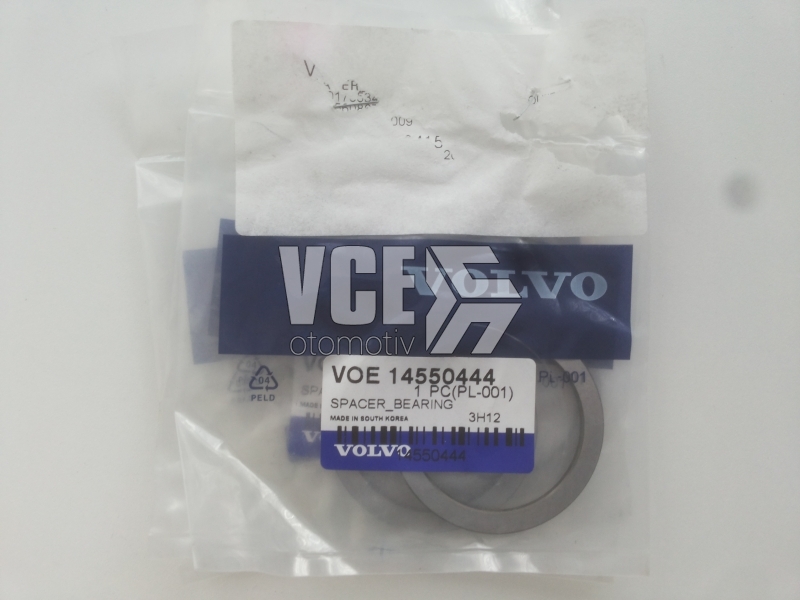 V
009
VOLVO
VCE
otomotiv
04
PELD
VOE 14550444
1 PC(PL-001)
PL-001
SPACER_BEARING
MADE IN SOUTH KOREA
3H12
VOLVO
14550444